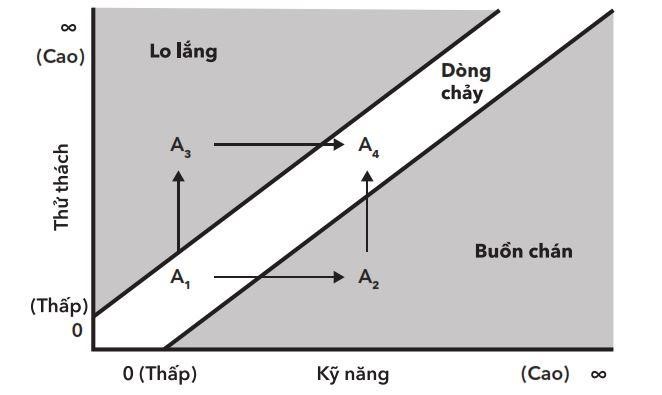 ∞
(Cao)
Lo lắng
Dòng
chảy
A₃
A₄
Thử thách
Buồn chán
A₁
A₂
(Thấp)
0
0 (Thấp)
Kỹ năng
(Cao) ∞